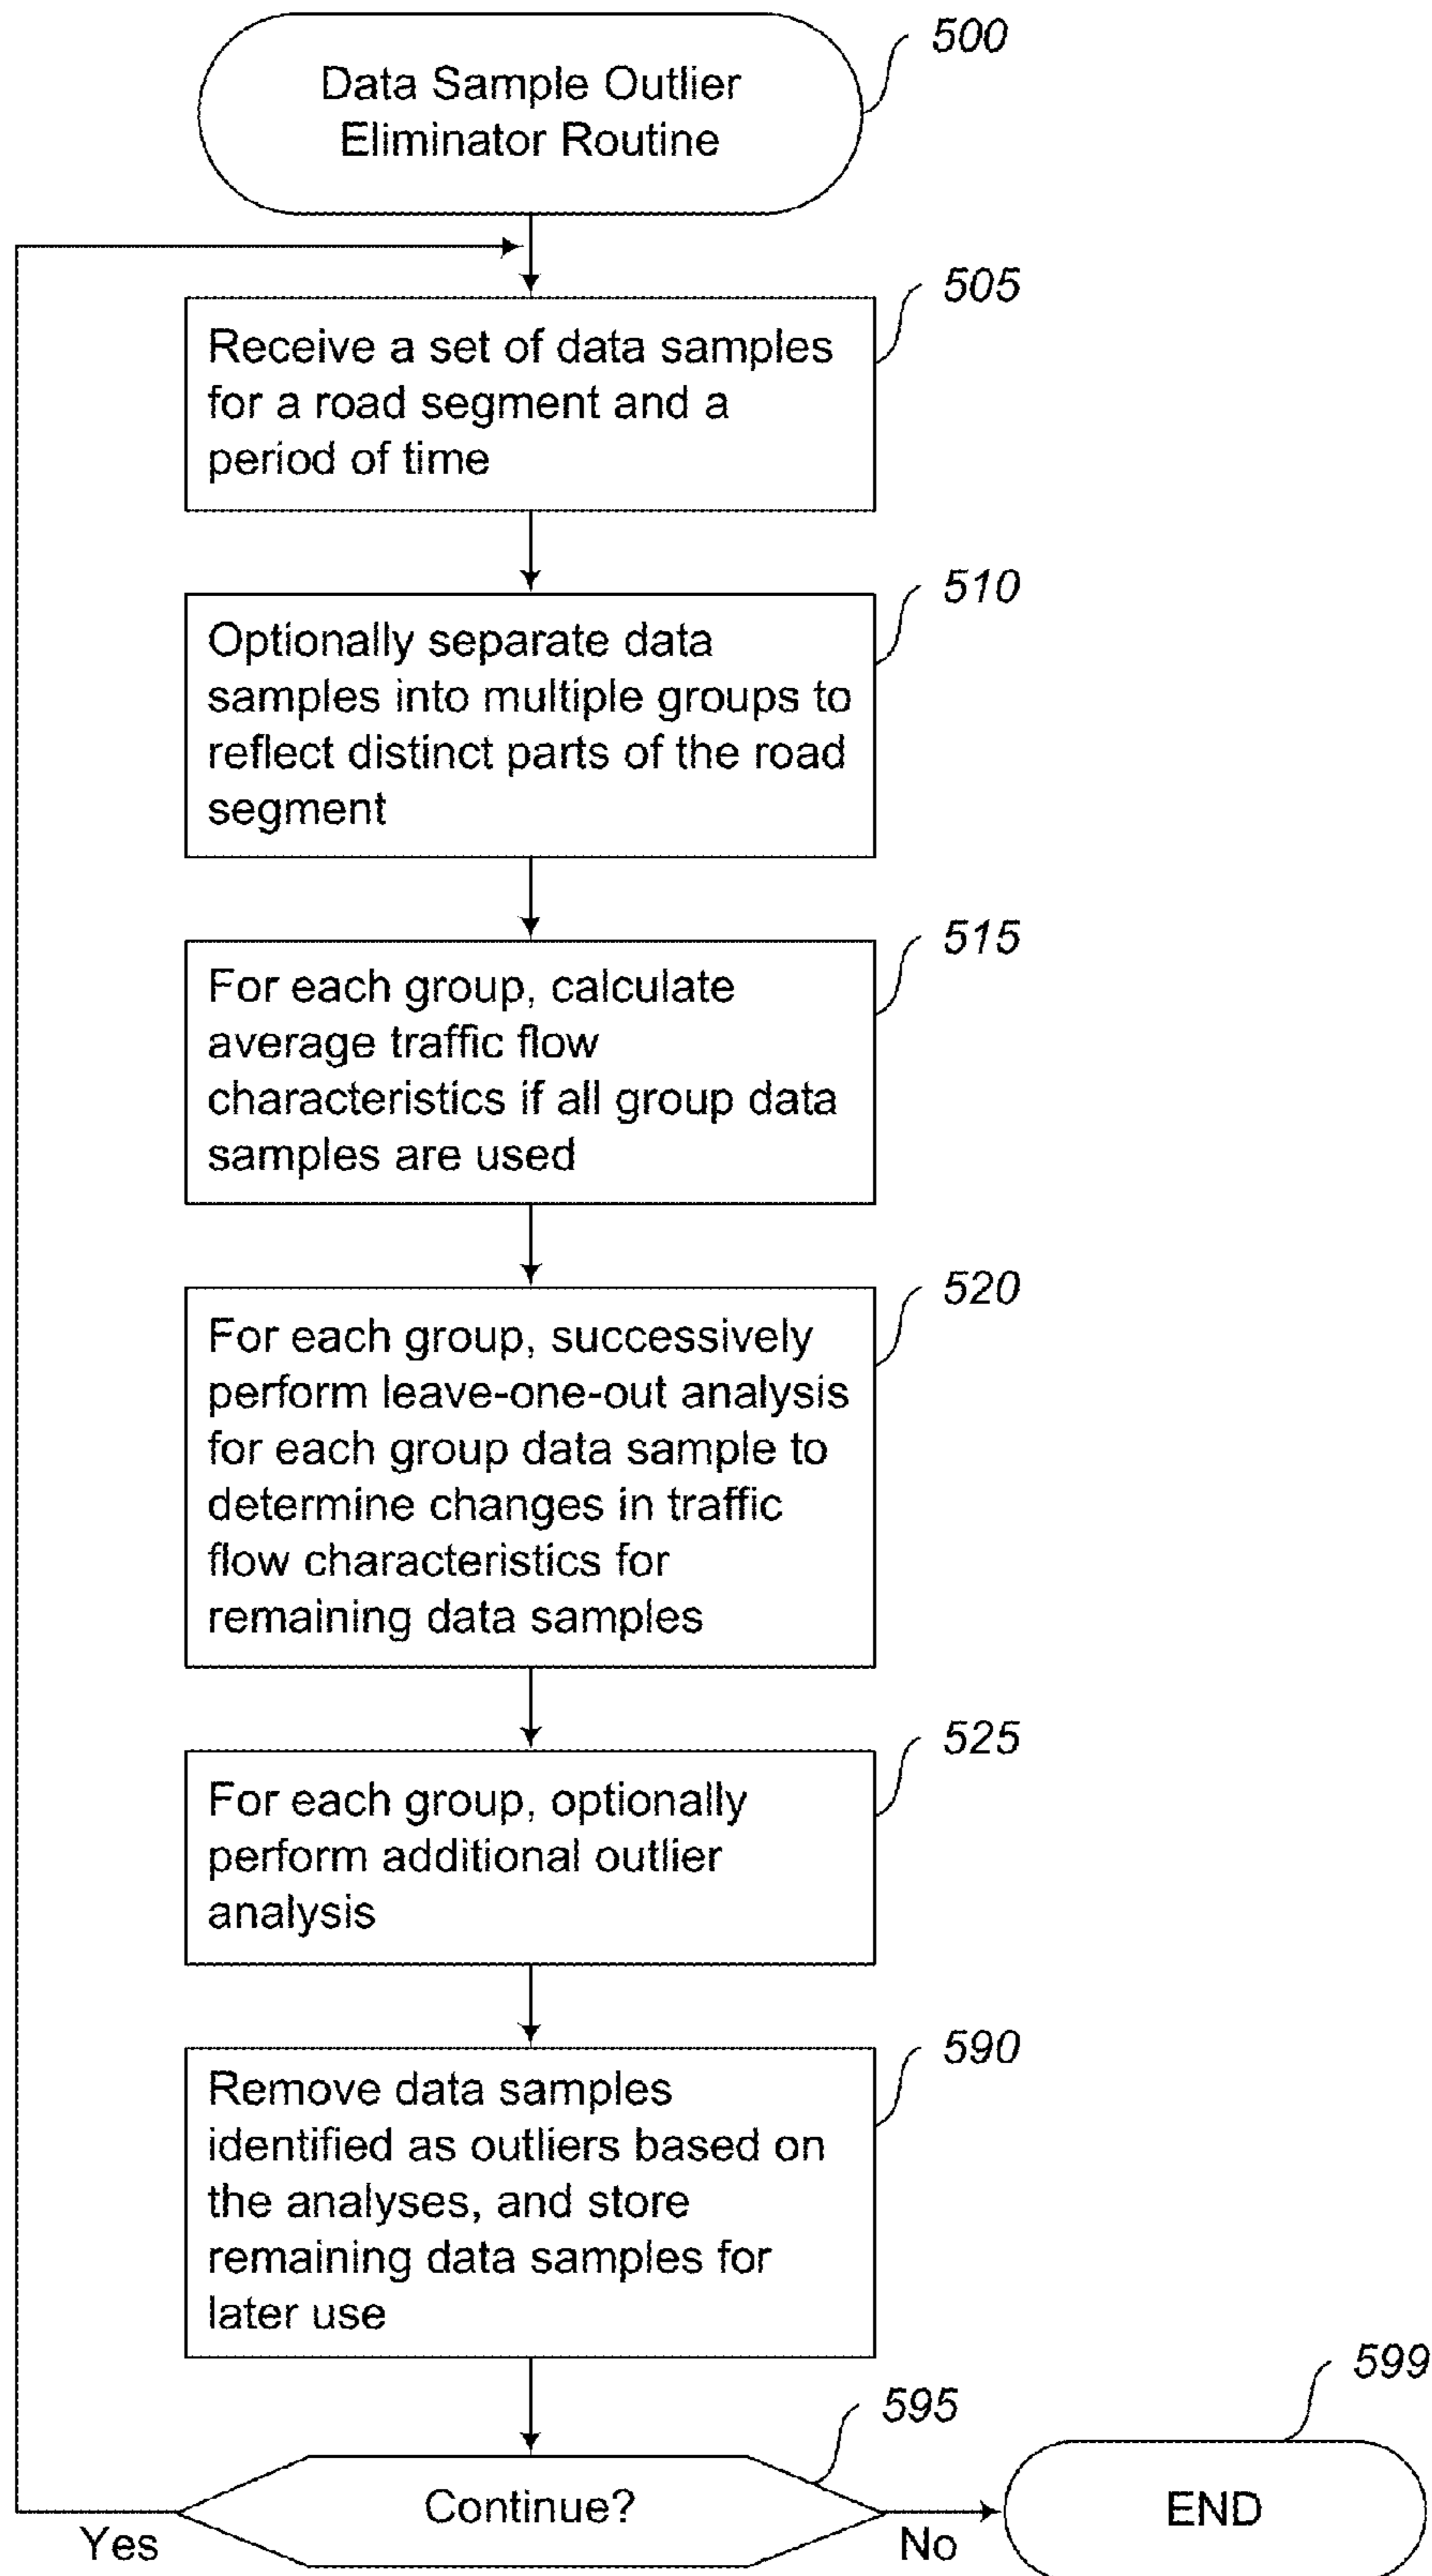 500
Data Sample Outlier
Eliminator Routine
505
Receive a set of data samples
for a road segment and a
period of time
510
Optionally separate data
samples into multiple groups to
reflect distinct parts of the road
segment
515
For each group, calculate
average traffic flow
characteristics if all group data
samples are used
520
For each group, successively
perform leave-one-out analysis
for each group data sample to
determine changes in traffic
flow characteristics for
remaining data samples
525
For each group, optionally
perform additional outlier
analysis
590
Remove data samples
identified as outliers based on
the analyses, and store
remaining data samples for
later use
599
595
Continue?
END
Yes
No